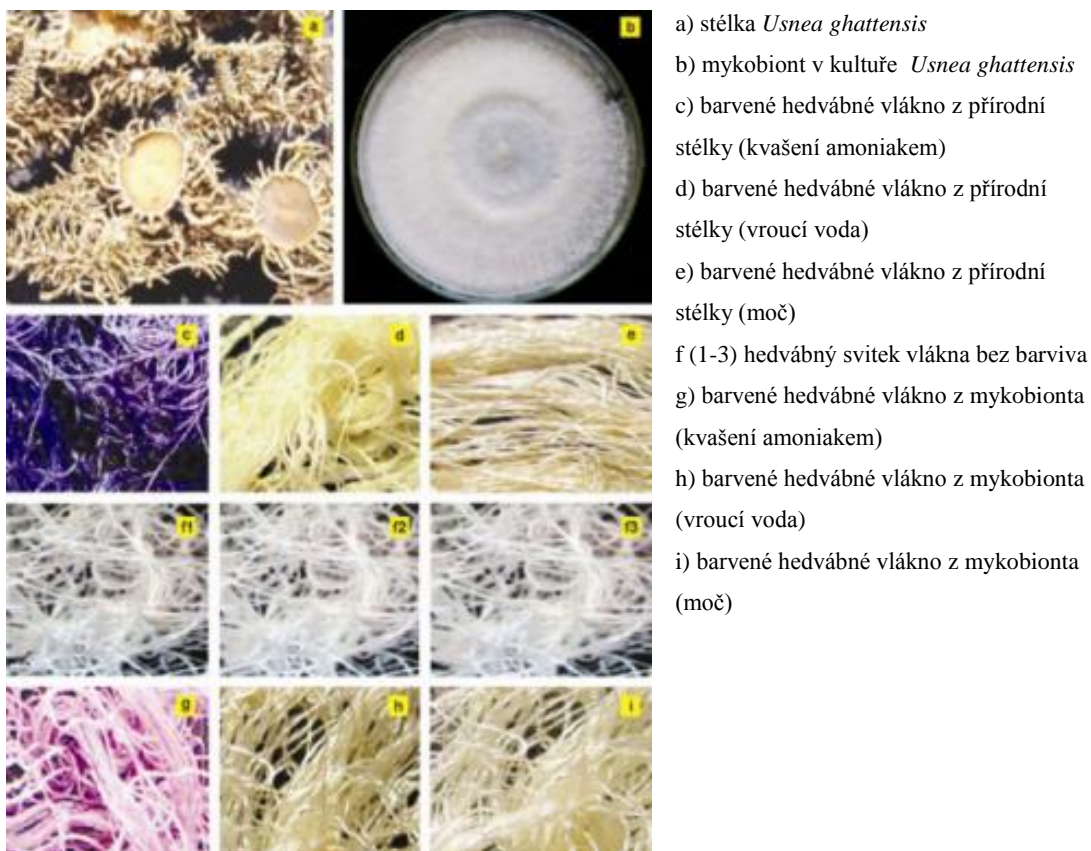 a
b
c
d
e
f1
f2
f3
g
h
i
a) stélka Usnea ghattensis
b) mykobiont v kultuře Usnea ghattensis
c) barvené hedvábné vlákno z přírodní
stélky (kvašení amoniakem)
d) barvené hedvábné vlákno z přírodní
stélky (vroucí voda)
e) barvené hedvábné vlákno z přírodní
stélky (moč)
f (1-3) hedvábný svitek vlákna bez barviva
g) barvené hedvábné vlákno z mykobionta
(kvašení amoniakem)
h) barvené hedvábné vlákno z mykobionta
(vroucí voda)
i) barvené hedvábné vlákno z mykobionta
(moč)